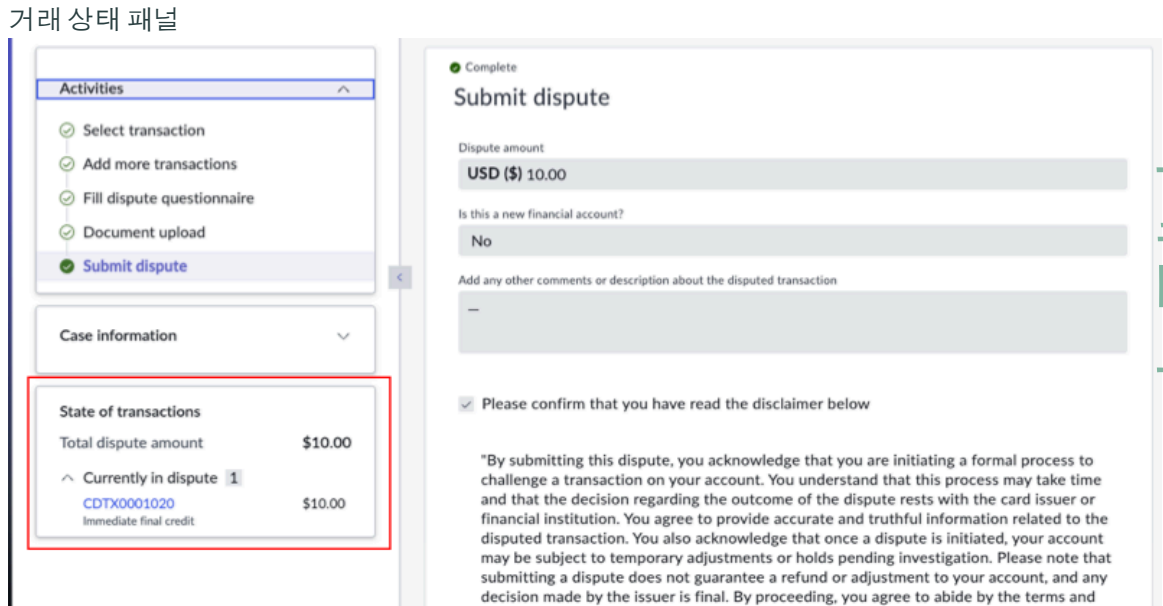 거래 상태 패널
Activities
Select transaction
Add more transactions
Fill dispute questionnaire
Document upload
Submit dispute
Case information
State of transactions
Total dispute amount $10.00
Currently in dispute 1
CDTX0001020 $10.00
Immediate final credit
Complete
Submit dispute
Dispute amount
USD ($) 10.00
Is this a new financial account?
No
Add any other comments or description about the disputed transaction
—
Please confirm that you have read the disclaimer below
"By submitting this dispute, you acknowledge that you are initiating a formal process to
challenge a transaction on your account. You understand that this process may take time
and that the decision regarding the outcome of the dispute rests with the card issuer or
financial institution. You agree to provide accurate and truthful information related to the
disputed transaction. You also acknowledge that once a dispute is initiated, your account
may be subject to temporary adjustments or holds pending investigation. Please note that
submitting a dispute does not guarantee a refund or adjustment to your account, and any
decision made by the issuer is final. By proceeding, you agree to abide by the terms and